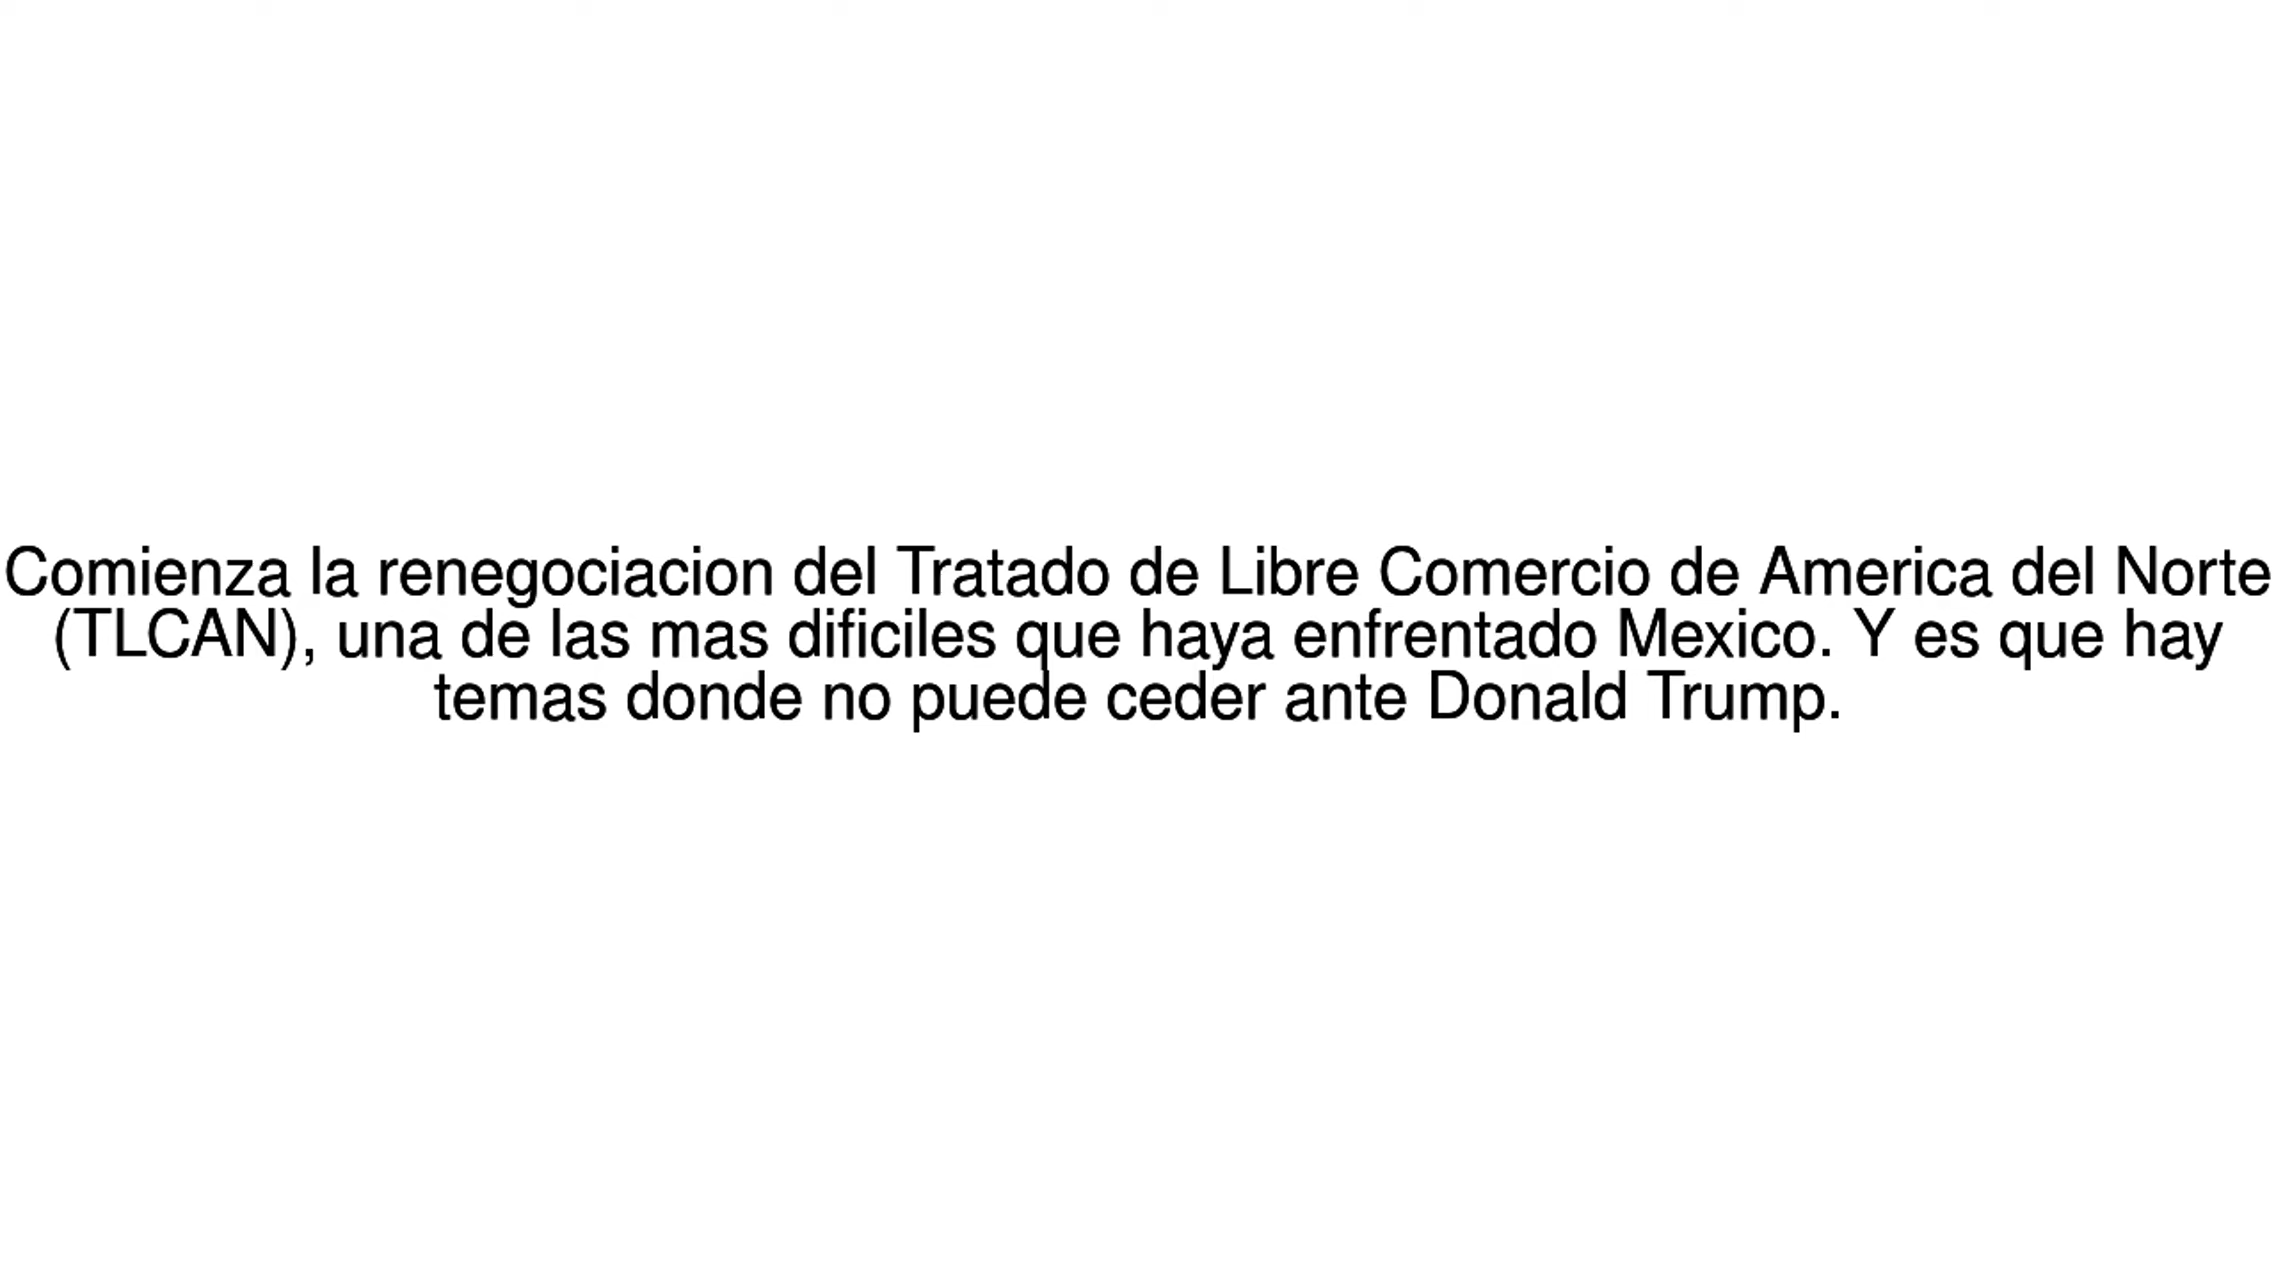 Comienza la renegociacion del Tratado de Libre Comercio de America del Norte
(TLCAN), una de las mas dificiles que haya enfrentado Mexico. Y es que hay
temas donde no puede ceder ante Donald Trump.